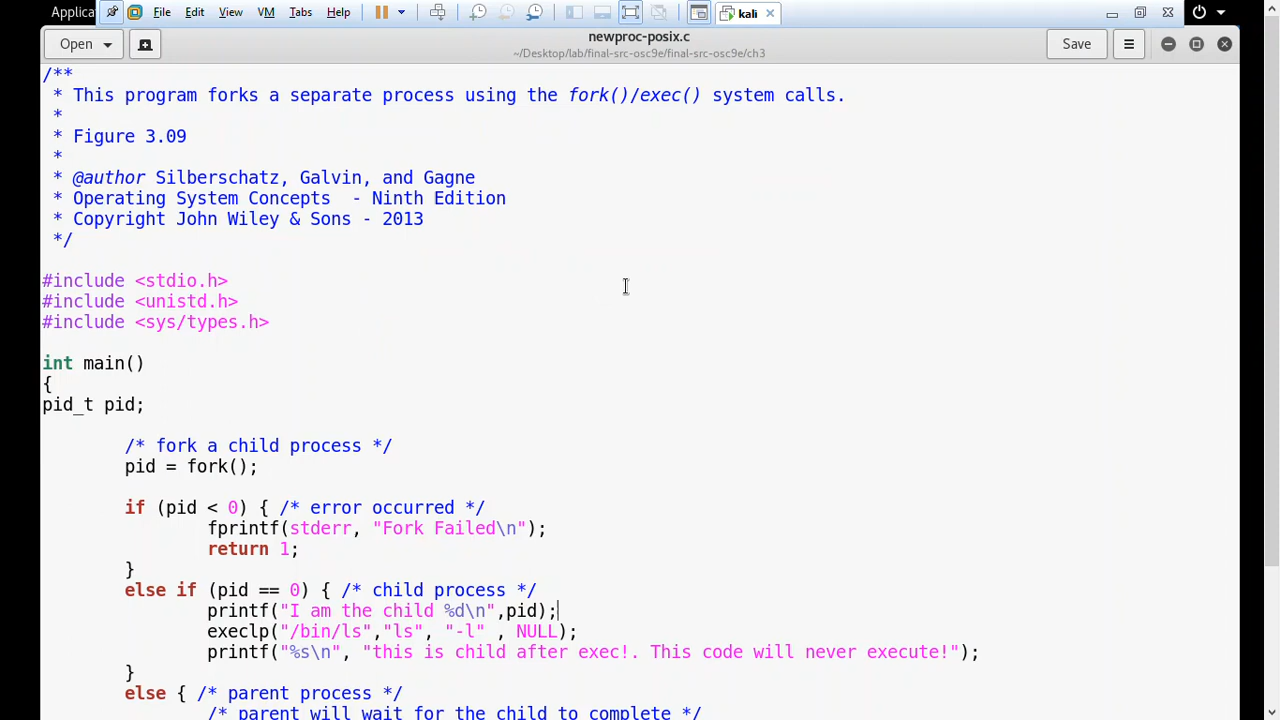 Applica File Edit View VM Tabs Help kali
Open newproc-posix.c Save
~/Desktop/lab/final-src-osc9e/final-src-osc9e/ch3
/**
 * This program forks a separate process using the fork()/exec() system calls.
 *
 * Figure 3.09
 *
 * @author Silberschatz, Galvin, and Gagne
 * Operating System Concepts  - Ninth Edition
 * Copyright John Wiley & Sons - 2013
 */
#include <stdio.h>
#include <unistd.h>
#include <sys/types.h>
int main()
{
pid_t pid;
/* fork a child process */
pid = fork();
if (pid < 0) { /* error occurred */
fprintf(stderr, "Fork Failed\n");
return 1;
}
else if (pid == 0) { /* child process */
printf("I am the child %d\n",pid);
execlp("/bin/ls","ls", "-l" , NULL);
printf("%s\n", "this is child after exec!. This code will never execute!");
}
else { /* parent process */
/* parent will wait for the child to complete */